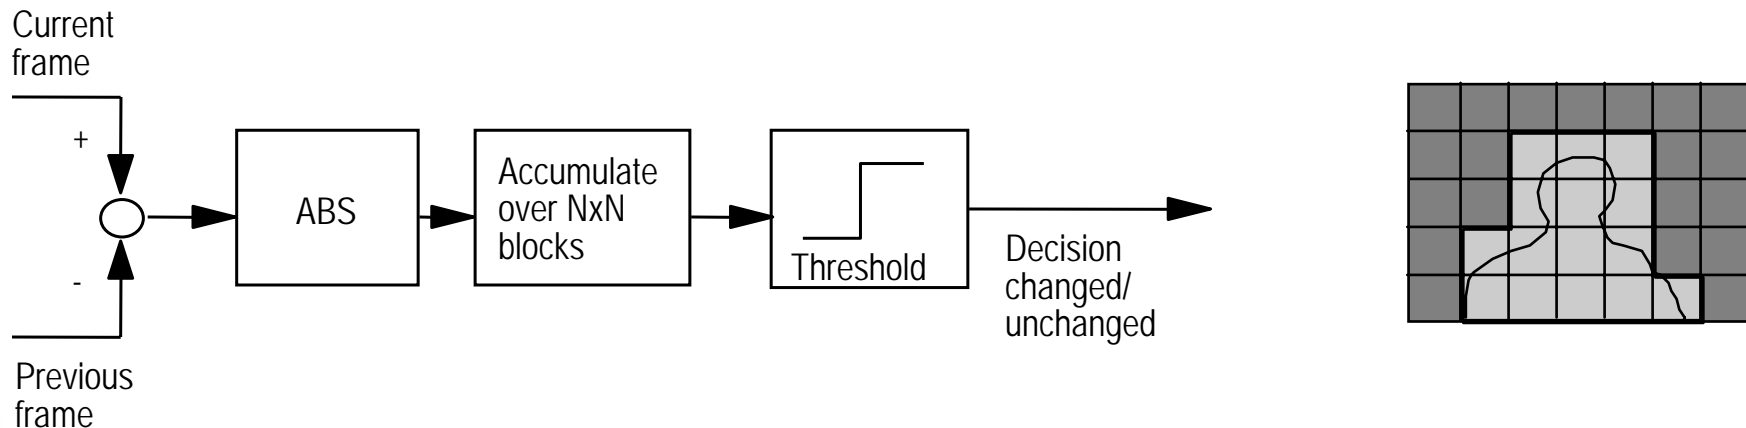 Current
frame
+
-
Previous
frame
ABS
Accumulate
over NxN
blocks
Threshold
Decision
changed/
unchanged